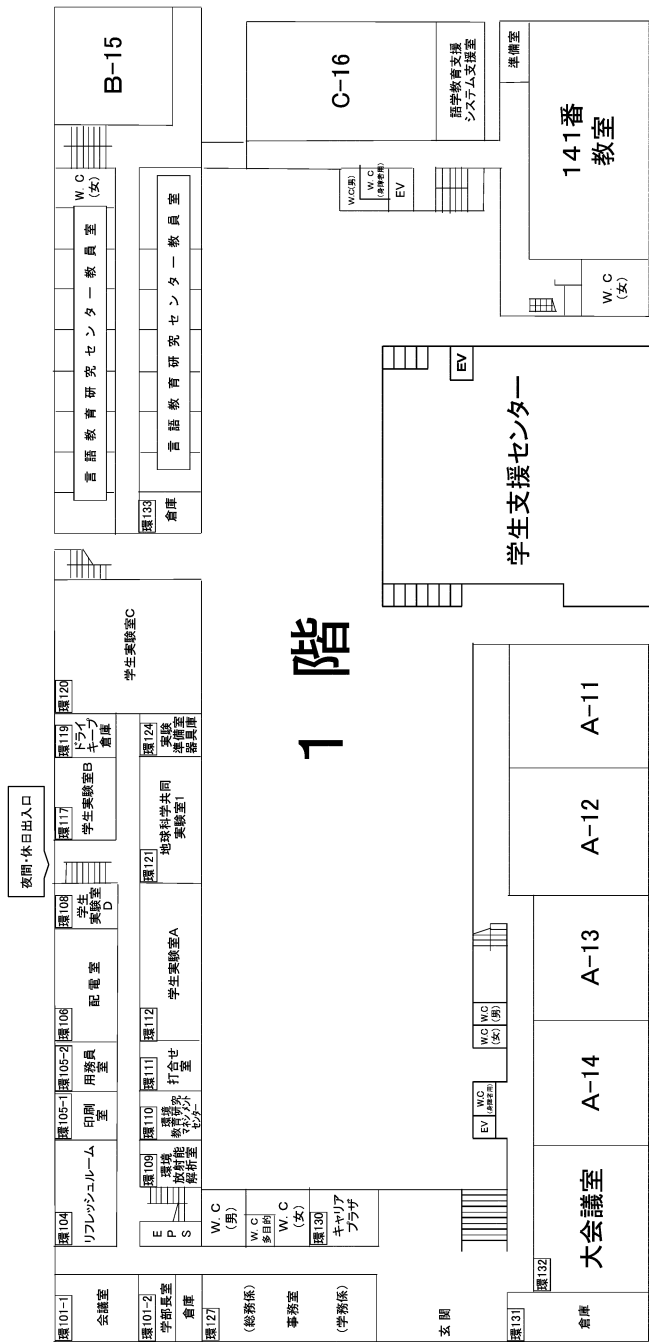 B-15
W. C
(女)
言語教育研究センター教員室
言語教育研究センター教員室
環133
倉庫
C-16
語学教育支援
システム支援室
準備室
141番
教室
W.C(男)
W. C
(身障者用)
EV
W. C
(女)
EV
学生支援センター
1 階
夜間・休日出入口
環120
学生実験室C
環119
ドライ
キープ
倉庫
環124
実験
準備室
器具庫
環117
学生実験室B
環121
地球科学共同
実験室1
環108
学生
実験室
D
環106
配電室
環112
学生実験室A
環105-2
用務員
室
環111
打合せ
室
環105-1
印刷
室
環110
環境
教育研究
マネジメント
センター
環104
リフレッシュルーム
環109
環境
放射能
解析室
EPS
W. C
(男)
W. C
多目的
W. C
(女)
環130
キャリア
プラザ
A-11
A-12
A-13
A-14
W.C
(男)
W.C
(女)
W.C
(身障者用)
EV
環132
大会議室
環101-1
会議室
環101-2
学部長室
倉庫
環127
(総務係)
事務室
(学務係)
玄関
環131
倉庫